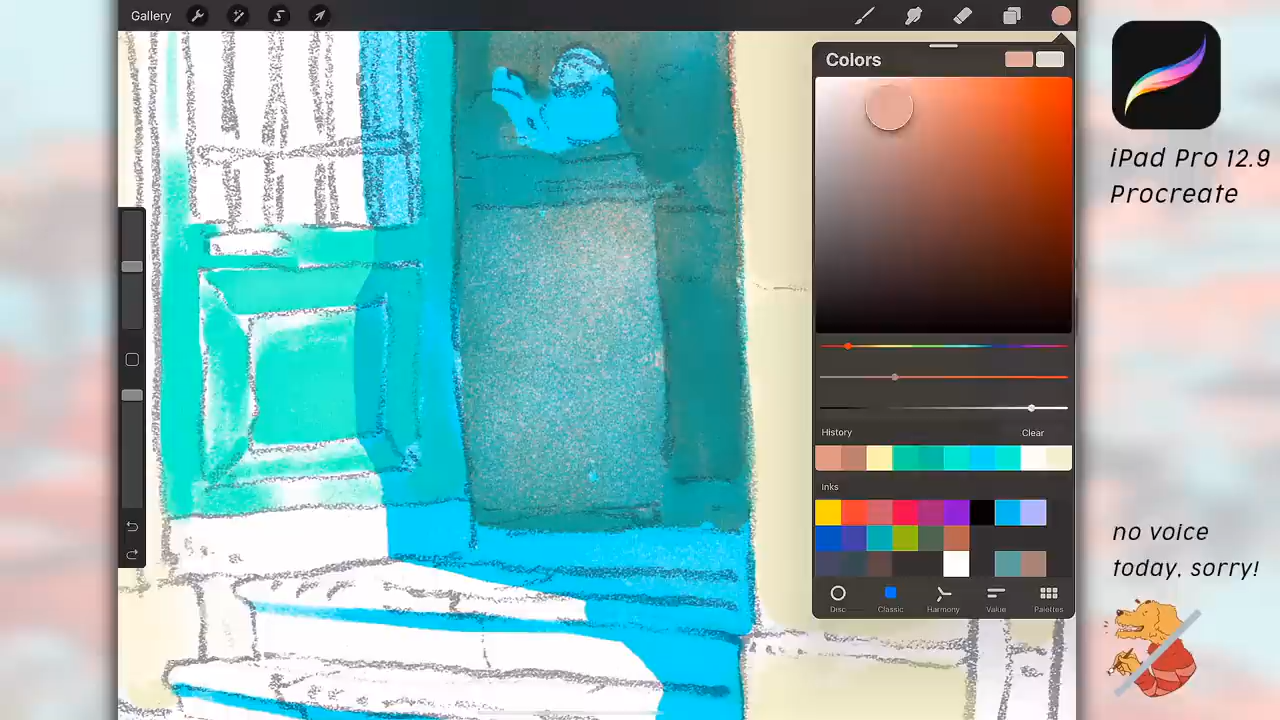 Gallery
Colors
iPad Pro 12.9
Procreate
History
Clear
Inks
Disc
Classic
Harmony
Value
Palettes
no voice
today, sorry!